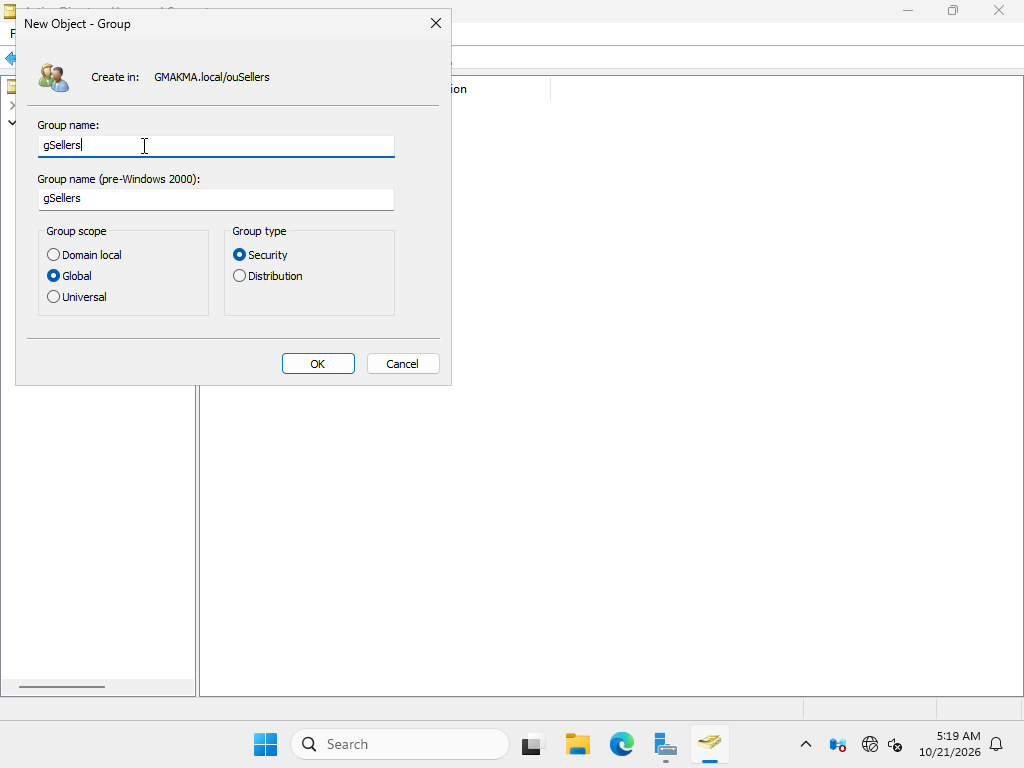 New Object - Group
Create in: GMAKMA.local/ouSellers
ion
Group name:
gSellers
Group name (pre-Windows 2000):
gSellers
Group scope
Group type
Domain local
Security
Global
Distribution
Universal
OK
Cancel
Search
5:19 AM
10/21/2026